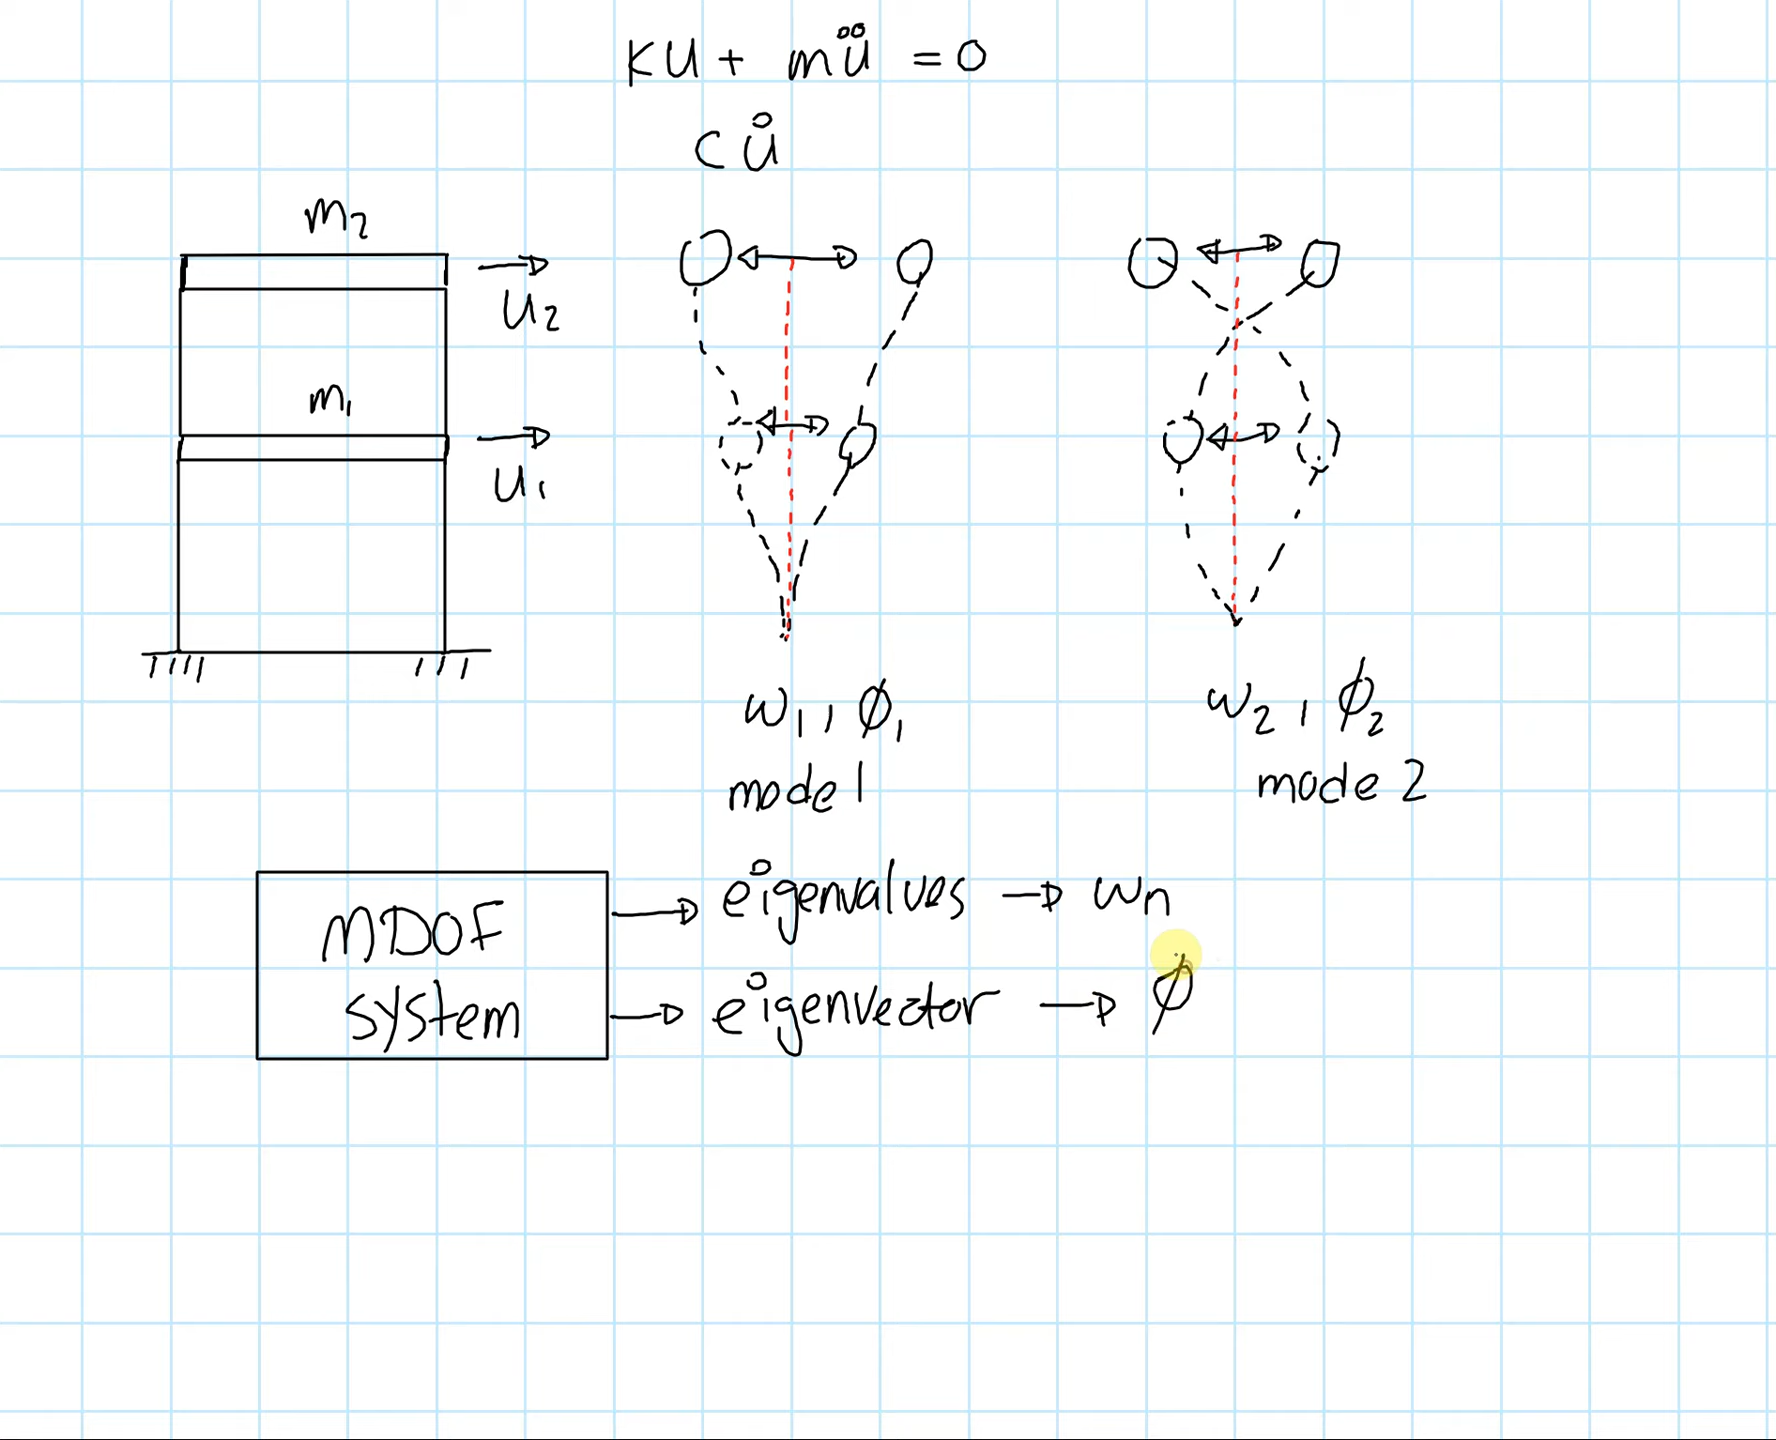 KU + mü = 0
c u̇
m₂
U₂
m₁
U₁
ω₁, ϕ₁
mode 1
ω₂, ϕ₂
mode 2
MDOF
system
eigenvalues → ωn
eigenvector → ϕ